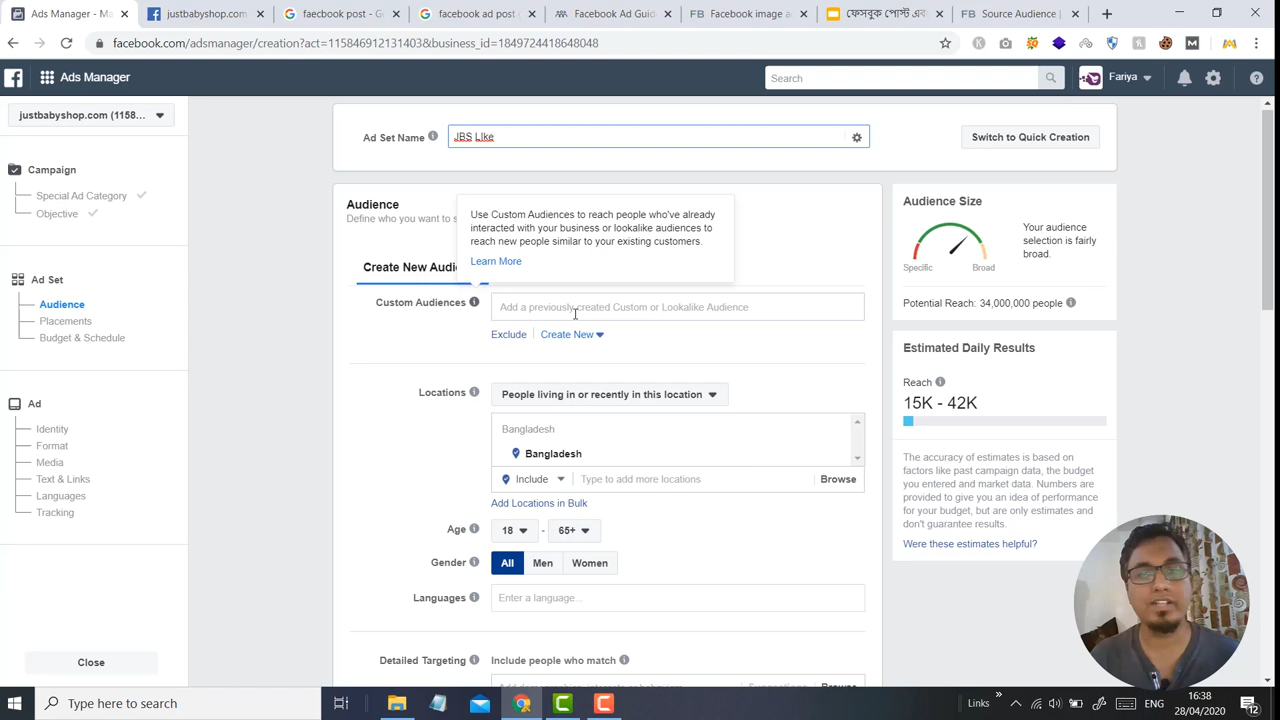 Ads Manager - Ma
justbabyshop.com
faecbook post - Go
facebook ad post
Facebook Ad Guid
Facebook image a
ফেসবুক পোস্ট এবং
Source Audience |
facebook.com/adsmanager/creation?act=115846912131403&business_id=1849724418648048
Ads Manager
Search
Fariya
justbabyshop.com (1158...
Campaign
Special Ad Category
Objective
Ad Set
Audience
Placements
Budget & Schedule
Ad
Identity
Format
Media
Text & Links
Languages
Tracking
Close
Ad Set Name
JBS LIke
Switch to Quick Creation
Audience
Define who you want to s
Use Custom Audiences to reach people who've already
interacted with your business or lookalike audiences to
reach new people similar to your existing customers.
Learn More
Create New Audi
Custom Audiences
Add a previously created Custom or Lookalike Audience
Exclude
Create New
Locations
People living in or recently in this location
Bangladesh
Bangladesh
Include
Type to add more locations
Browse
Add Locations in Bulk
Age
18 - 65+
Gender
All
Men
Women
Languages
Enter a language...
Detailed Targeting
Include people who match
Suggestions
Browse
Audience Size
Specific
Broad
Your audience
selection is fairly
broad.
Potential Reach: 34,000,000 people
Estimated Daily Results
Reach
15K - 42K
The accuracy of estimates is based on
factors like past campaign data, the budget
you entered and market data. Numbers are
provided to give you an idea of performance
for your budget, but are only estimates and
don't guarantee results.
Were these estimates helpful?
Type here to search
Links
ENG
16:38
28/04/2020
12